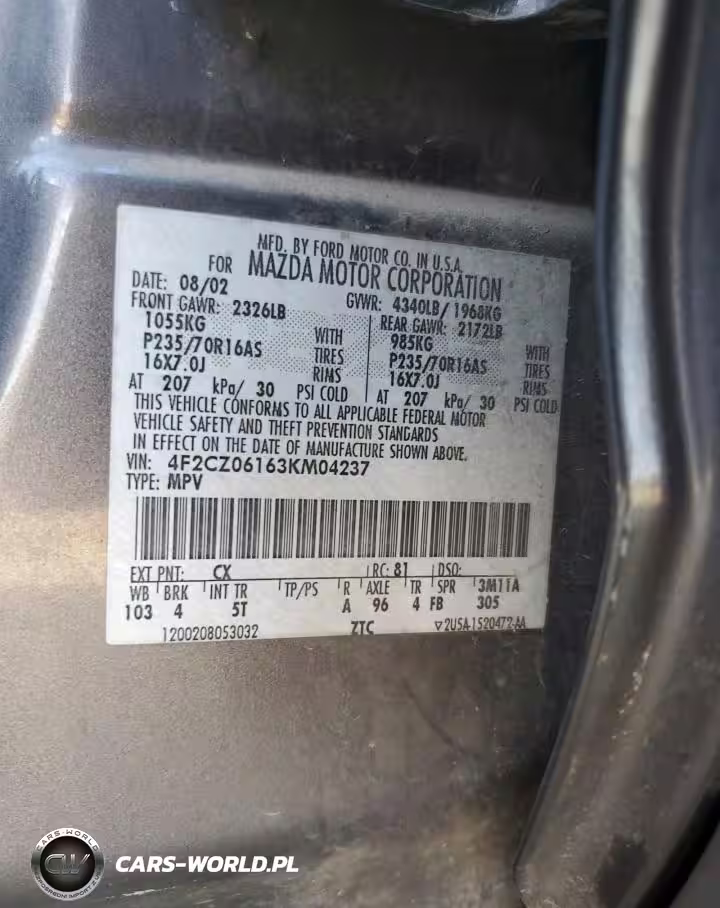 MFD. BY FORD MOTOR CO. IN U.S.A.
FOR MAZDA MOTOR CORPORATION
DATE: 08/02 GVWR: 4340LB/1968KG
FRONT GAWR: 2326LB REAR GAWR: 2172LB
1055KG WITH 985KG WITH
P235/70R16AS TIRES P235/70R16AS TIRES
16X7.0J RIMS 16X7.0J RIMS
AT 207 kPa/ 30 PSI COLD AT 207 kPa/ 30 PSI COLD
THIS VEHICLE CONFORMS TO ALL APPLICABLE FEDERAL MOTOR
VEHICLE SAFETY AND THEFT PREVENTION STANDARDS
IN EFFECT ON THE DATE OF MANUFACTURE SHOWN ABOVE.
VIN: 4F2CZ06163KM04237
TYPE: MPV
EXT PNT: CX RC: 81 DSO:
WB BRK INT TR TP/PS R AXLE TR SPR 3M11A
103 4 5T A 96 4 FB 305
1200208053032 ZTC ▽2USA-1520472-AA
CARS-WORLD
CW
CARS-WORLD.PL